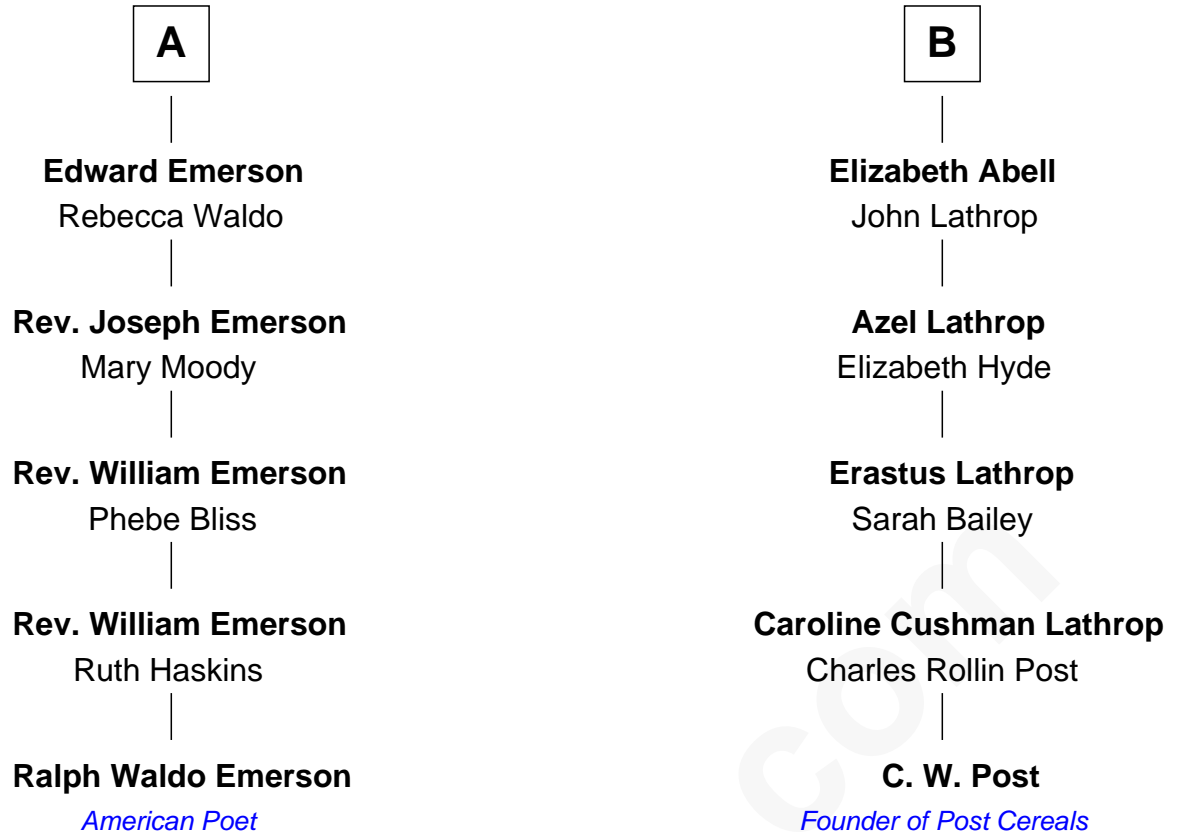 A
Edward Emerson
Rebecca Waldo
Rev. Joseph Emerson
Mary Moody
Rev. William Emerson
Phebe Bliss
Rev. William Emerson
Ruth Haskins
Ralph Waldo Emerson
American Poet
B
Elizabeth Abell
John Lathrop
Azel Lathrop
Elizabeth Hyde
Erastus Lathrop
Sarah Bailey
Caroline Cushman Lathrop
Charles Rollin Post
C. W. Post
Founder of Post Cereals
com